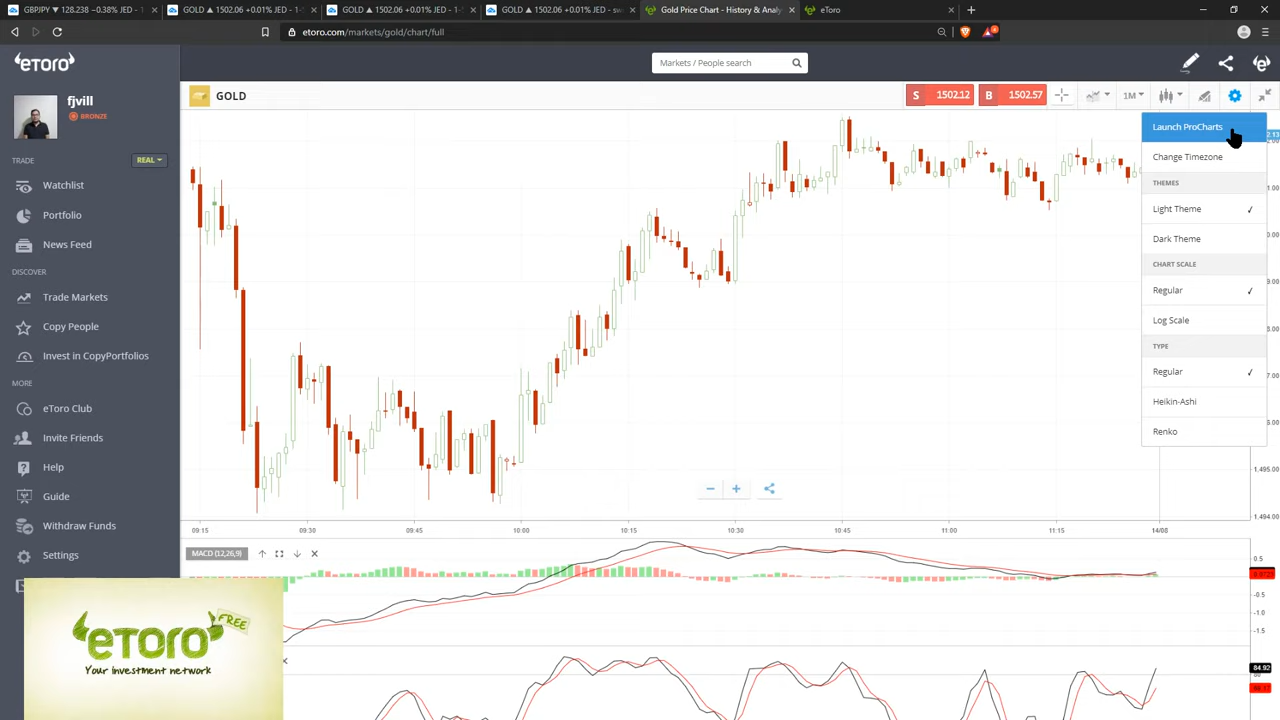 GBPJPY ▼ 128.238 −0.38% 1-
GOLD ▲ 1502.06 +0.01% JED
GOLD ▲ 1502.06 +0.01% JED
GOLD ▲ 1502.06 +0.01% JED - sw
Gold Price Chart - History & Analy
eToro
etoro.com/markets/gold/chart/full
eToro
Markets / People search
fjvill
BRONZE
GOLD
S 1502.12
B 1502.57
1M
TRADE
REAL
Watchlist
Portfolio
News Feed
DISCOVER
Trade Markets
Copy People
Invest in CopyPortfolios
MORE
eToro Club
Invite Friends
Help
Guide
Withdraw Funds
Settings
Launch ProCharts
Change Timezone
THEMES
Light Theme ✓
Dark Theme
CHART SCALE
Regular ✓
Log Scale
TYPE
Regular ✓
Heikin-Ashi
Renko
1.495.00
1.494.00
09:15 09:30 09:45 10:00 10:15 10:30 10:45 11:00 11:15 14/08
MACD (12,26,9)
0.5
-0.5
-1.0
-1.5
84.92
eToro FREE
Your investment network